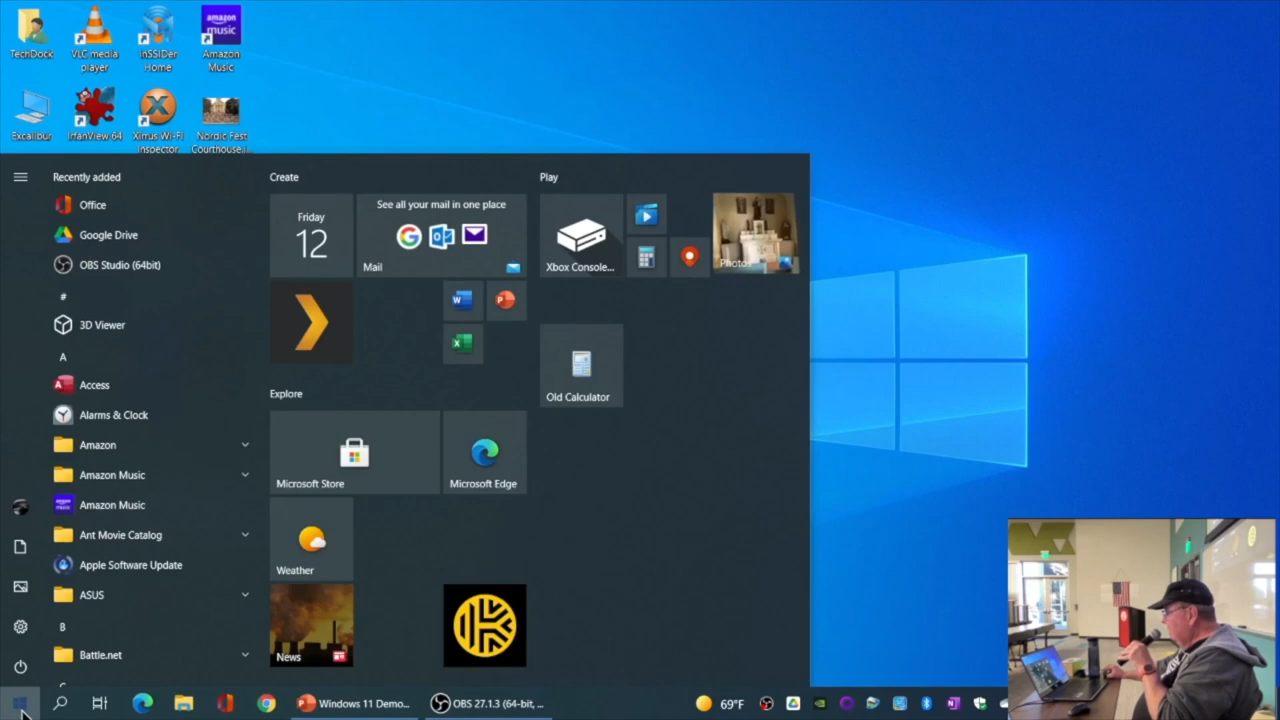 TechDock
VLC media
player
inSSIDer
Home
amazon
music
Amazon
Music
Excalibur
IrfanView 64
Xirrus Wi-Fi
Inspector
Nordic Fest
Courthouse.i...
Recently added
Office
Google Drive
OBS Studio (64bit)
#
3D Viewer
A
Access
Alarms & Clock
Amazon
Amazon Music
Amazon Music
Ant Movie Catalog
Apple Software Update
ASUS
B
Battle.net
C
Create
Friday
12
See all your mail in one place
Mail
Explore
Microsoft Store
Microsoft Edge
Weather
News
Play
Xbox Console...
Photos
Old Calculator
Windows 11 Demo...
OBS 27.1.3 (64-bit, ...
69°F